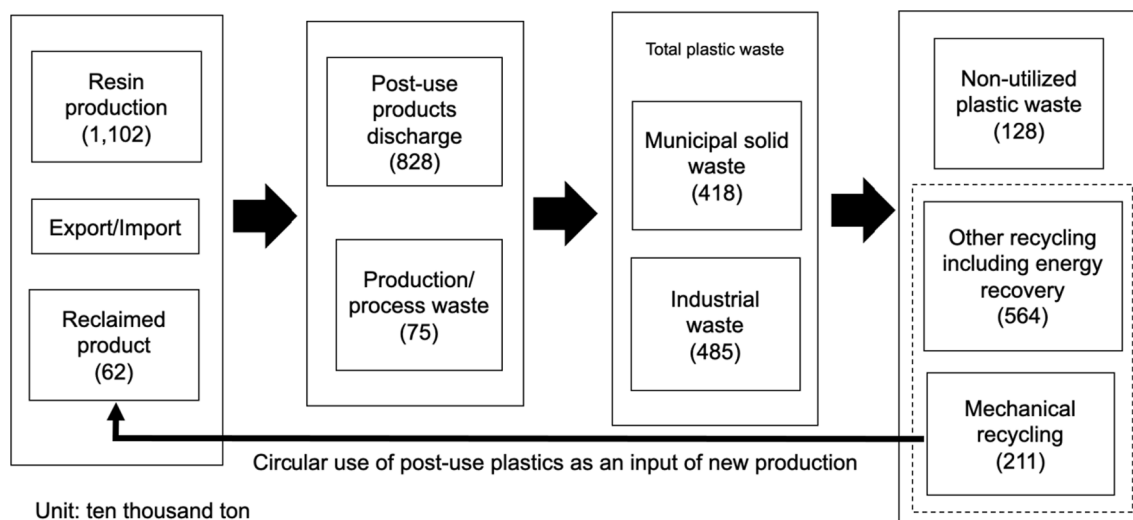 Resin
production
(1,102)
Export/Import
Reclaimed
product
(62)
Post-use
products
discharge
(828)
Production/
process waste
(75)
Total plastic waste
Municipal solid
waste
(418)
Industrial
waste
(485)
Non-utilized
plastic waste
(128)
Other recycling
including energy
recovery
(564)
Mechanical
recycling
(211)
Circular use of post-use plastics as an input of new production
Unit: ten thousand ton